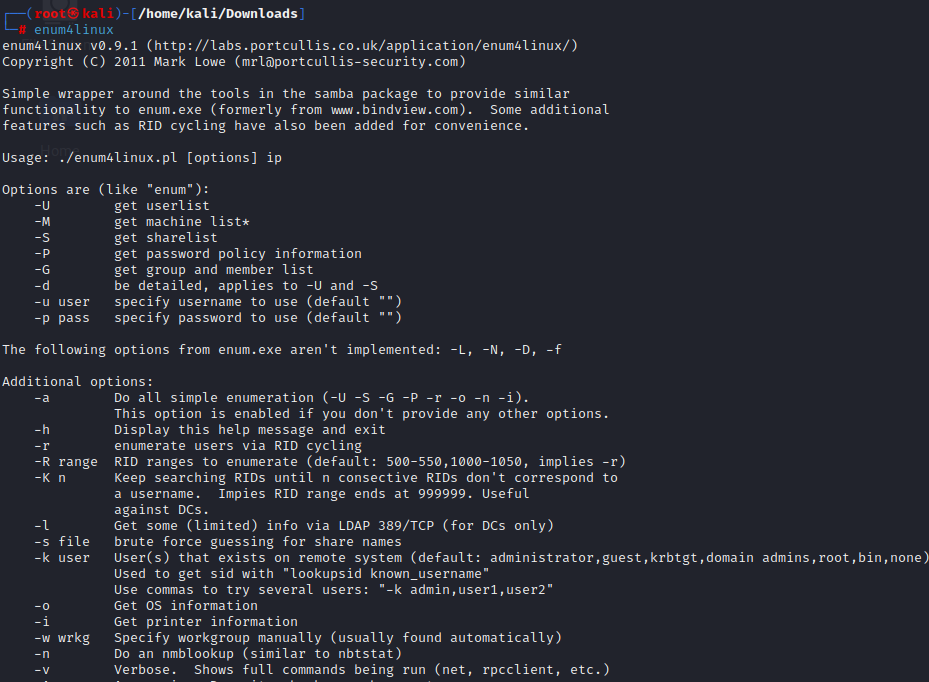 (root㉿kali)-[/home/kali/Downloads]
# enum4linux
enum4linux v0.9.1 (http://labs.portcullis.co.uk/application/enum4linux/)
Copyright (C) 2011 Mark Lowe (mrl@portcullis-security.com)
Simple wrapper around the tools in the samba package to provide similar
functionality to enum.exe (formerly from www.bindview.com).  Some additional
features such as RID cycling have also been added for convenience.
Home
Usage: ./enum4linux.pl [options] ip
Options are (like "enum"):
    -U        get userlist
    -M        get machine list*
    -S        get sharelist
    -P        get password policy information
    -G        get group and member list
    -d        be detailed, applies to -U and -S
    -u user   specify username to use (default "")
    -p pass   specify password to use (default "")
The following options from enum.exe aren't implemented: -L, -N, -D, -f
Additional options:
    -a        Do all simple enumeration (-U -S -G -P -r -o -n -i).
              This option is enabled if you don't provide any other options.
    -h        Display this help message and exit
    -r        enumerate users via RID cycling
    -R range  RID ranges to enumerate (default: 500-550,1000-1050, implies -r)
    -K n      Keep searching RIDs until n consective RIDs don't correspond to
              a username.  Impies RID range ends at 999999. Useful
              against DCs.
    -l        Get some (limited) info via LDAP 389/TCP (for DCs only)
    -s file   brute force guessing for share names
    -k user   User(s) that exists on remote system (default: administrator,guest,krbtgt,domain admins,root,bin,none)
              Used to get sid with "lookupsid known_username"
              Use commas to try several users: "-k admin,user1,user2"
    -o        Get OS information
    -i        Get printer information
    -w wrkg   Specify workgroup manually (usually found automatically)
    -n        Do an nmblookup (similar to nbtstat)
    -v        Verbose.  Shows full commands being run (net, rpcclient, etc.)